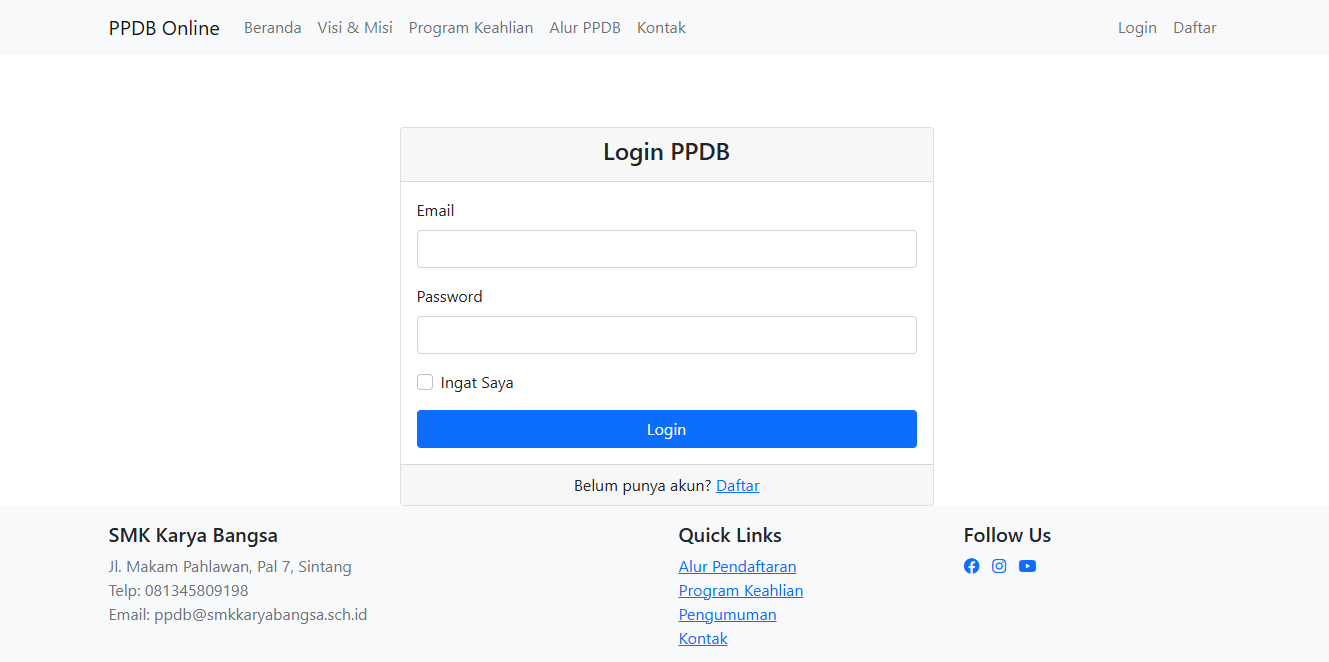 PPDB Online Beranda Visi & Misi Program Keahlian Alur PPDB Kontak Login Daftar
Login PPDB
Email
Password
Ingat Saya
Login
Belum punya akun? Daftar
SMK Karya Bangsa
Jl. Makam Pahlawan, Pal 7, Sintang
Telp: 081345809198
Email: ppdb@smkkaryabangsa.sch.id
Quick Links
Alur Pendaftaran
Program Keahlian
Pengumuman
Kontak
Follow Us